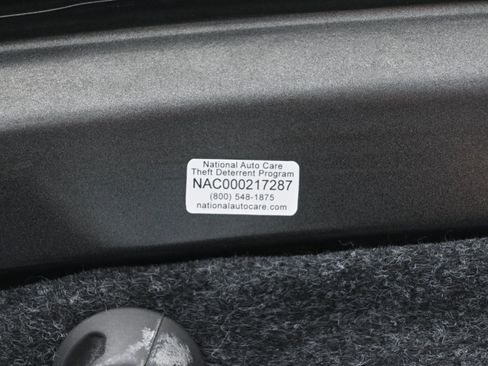 National Auto Care
Theft Deterrent Program
NAC000217287
(800) 548-1875
nationalautocare.com